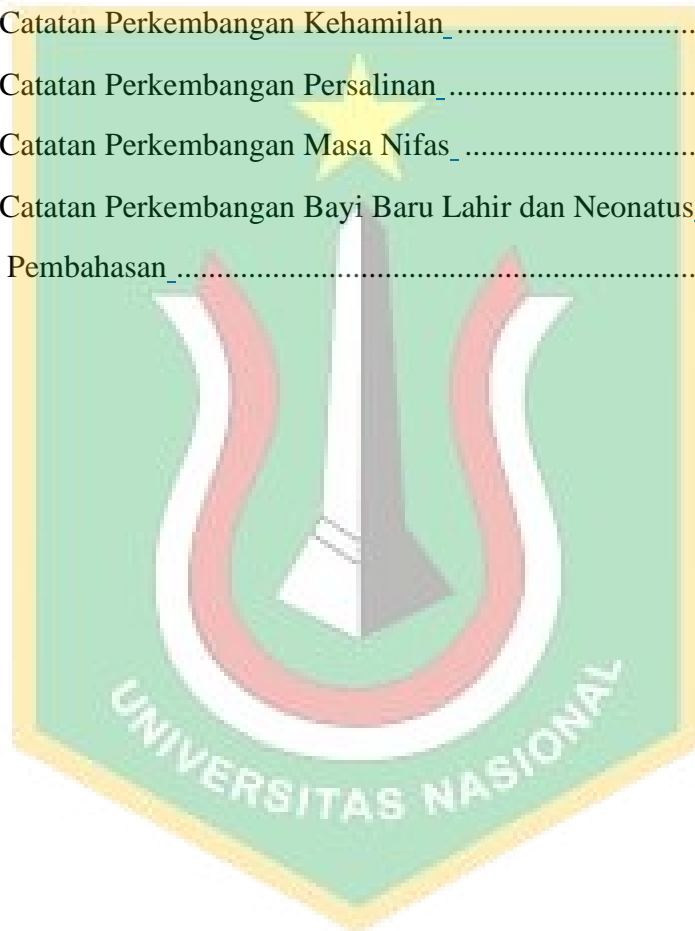 Catatan Perkembangan Kehamilan ..............................
Catatan Perkembangan Persalinan ...............................
Catatan Perkembangan Masa Nifas .............................
Catatan Perkembangan Bayi Baru Lahir dan Neonatus
Pembahasan .................................................................
UNIVERSITAS NASIONAL